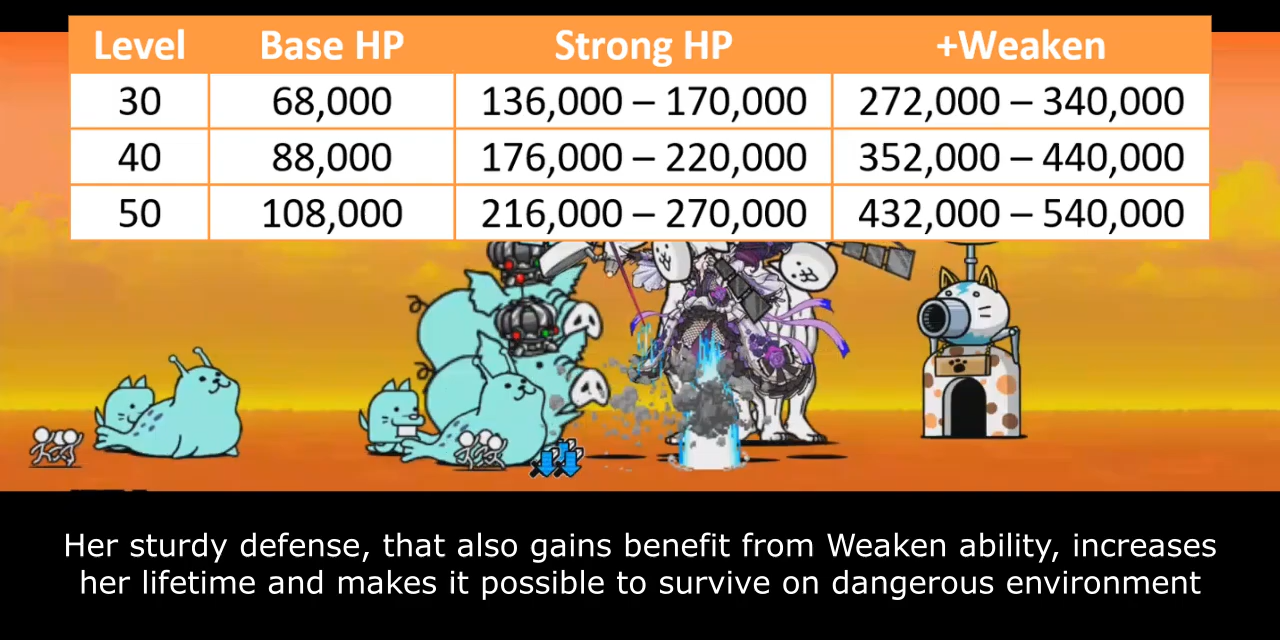 Level Base HP Strong HP +Weaken
30 68,000 136,000 – 170,000 272,000 – 340,000
40 88,000 176,000 – 220,000 352,000 – 440,000
50 108,000 216,000 – 270,000 432,000 – 540,000
Her sturdy defense, that also gains benefit from Weaken ability, increases
her lifetime and makes it possible to survive on dangerous environment